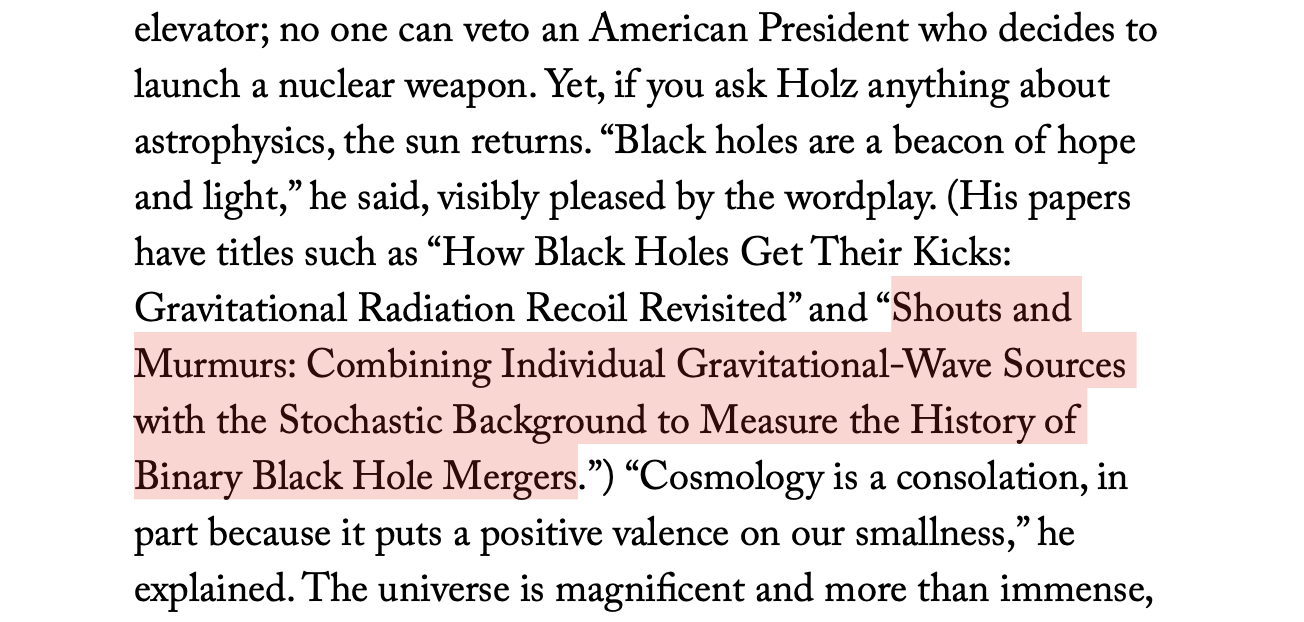 elevator; no one can veto an American President who decides to
launch a nuclear weapon. Yet, if you ask Holz anything about
astrophysics, the sun returns. “Black holes are a beacon of hope
and light,” he said, visibly pleased by the wordplay. (His papers
have titles such as “How Black Holes Get Their Kicks:
Gravitational Radiation Recoil Revisited” and “Shouts and
Murmurs: Combining Individual Gravitational-Wave Sources
with the Stochastic Background to Measure the History of
Binary Black Hole Mergers.”) “Cosmology is a consolation, in
part because it puts a positive valence on our smallness,” he
explained. The universe is magnificent and more than immense,